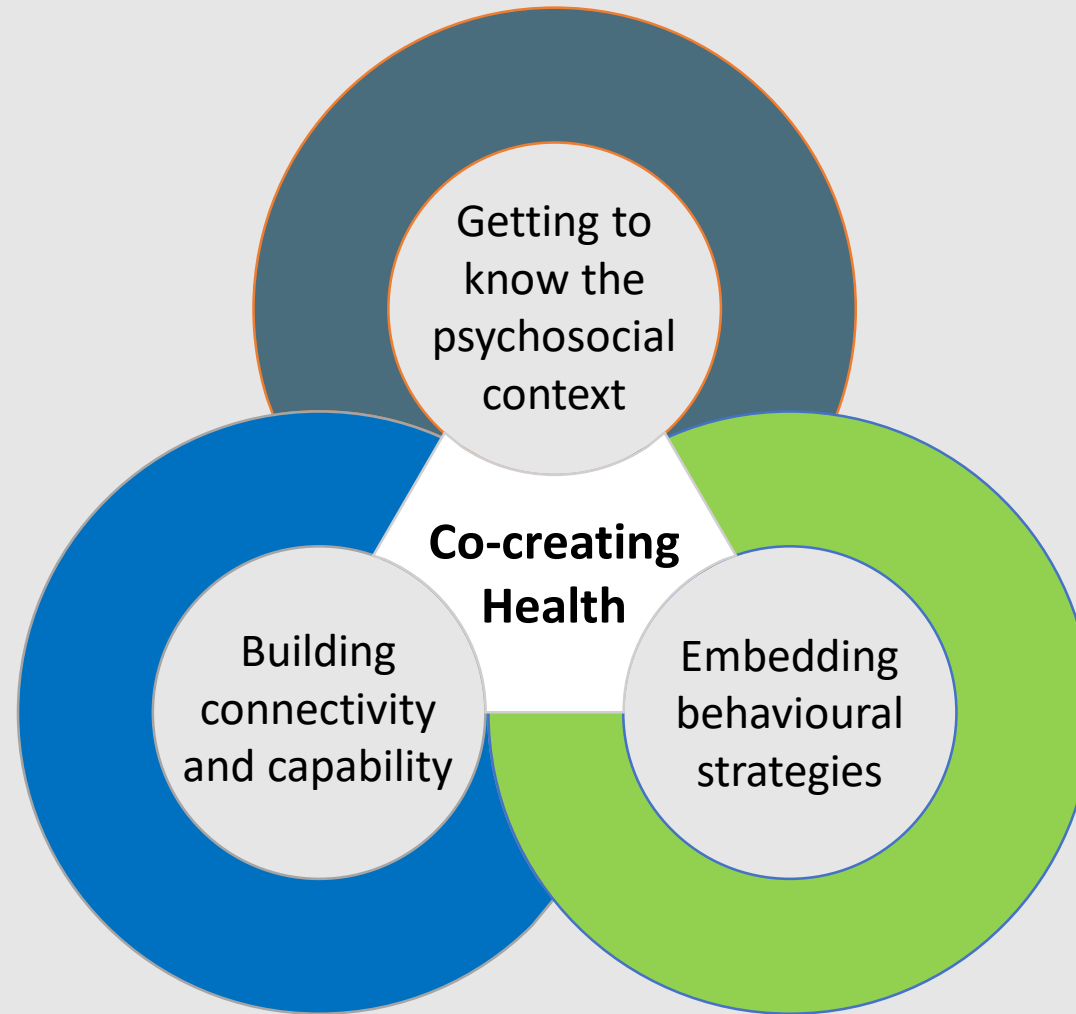 Getting to
know the
psychosocial
context
Co-creating
Health
Building
connectivity
and capability
Embedding
behavioural
strategies